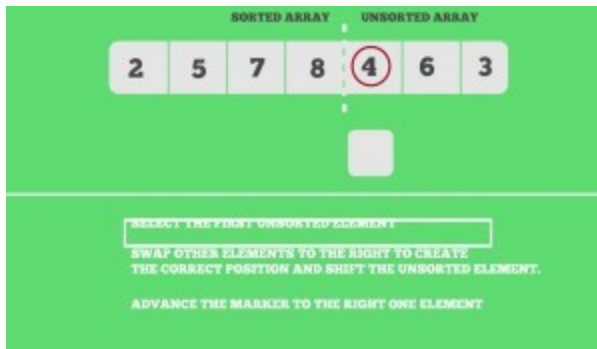 SORTED ARRAY UNSORTED ARRAY
2 5 7 8 4 6 3
SELECT THE FIRST UNSORTED ELEMENT
SWAP OTHER ELEMENTS TO THE RIGHT TO CREATE
THE CORRECT POSITION AND SHIFT THE UNSORTED ELEMENT.
ADVANCE THE MARKER TO THE RIGHT ONE ELEMENT